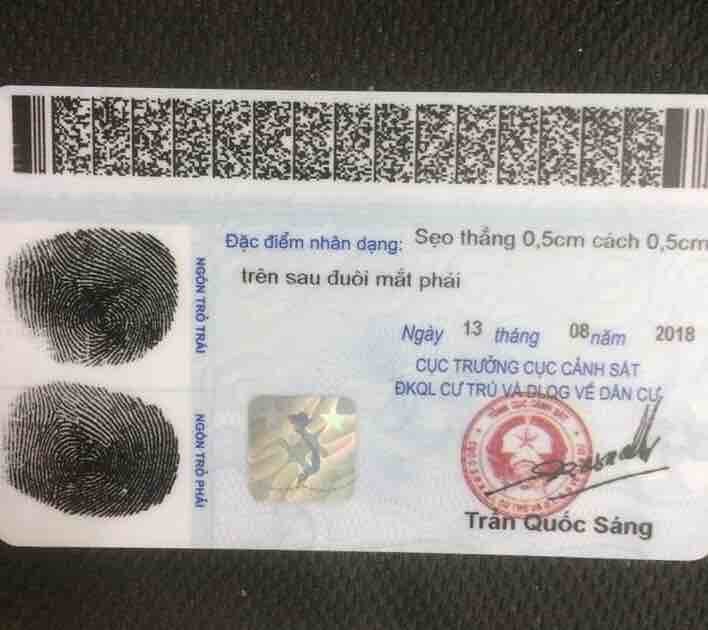 Đặc điểm nhân dạng: Sẹo thẳng 0,5cm cách 0,5cm
trên sau đuôi mắt phải
NGÓN TRỎ TRÁI
Ngày 13 tháng 08 năm 2018
CỤC TRƯỞNG CỤC CẢNH SÁT
ĐKQL CƯ TRÚ VÀ DLQG VỀ DÂN CƯ
NGÓN TRỎ PHẢI
Trần Quốc Sáng